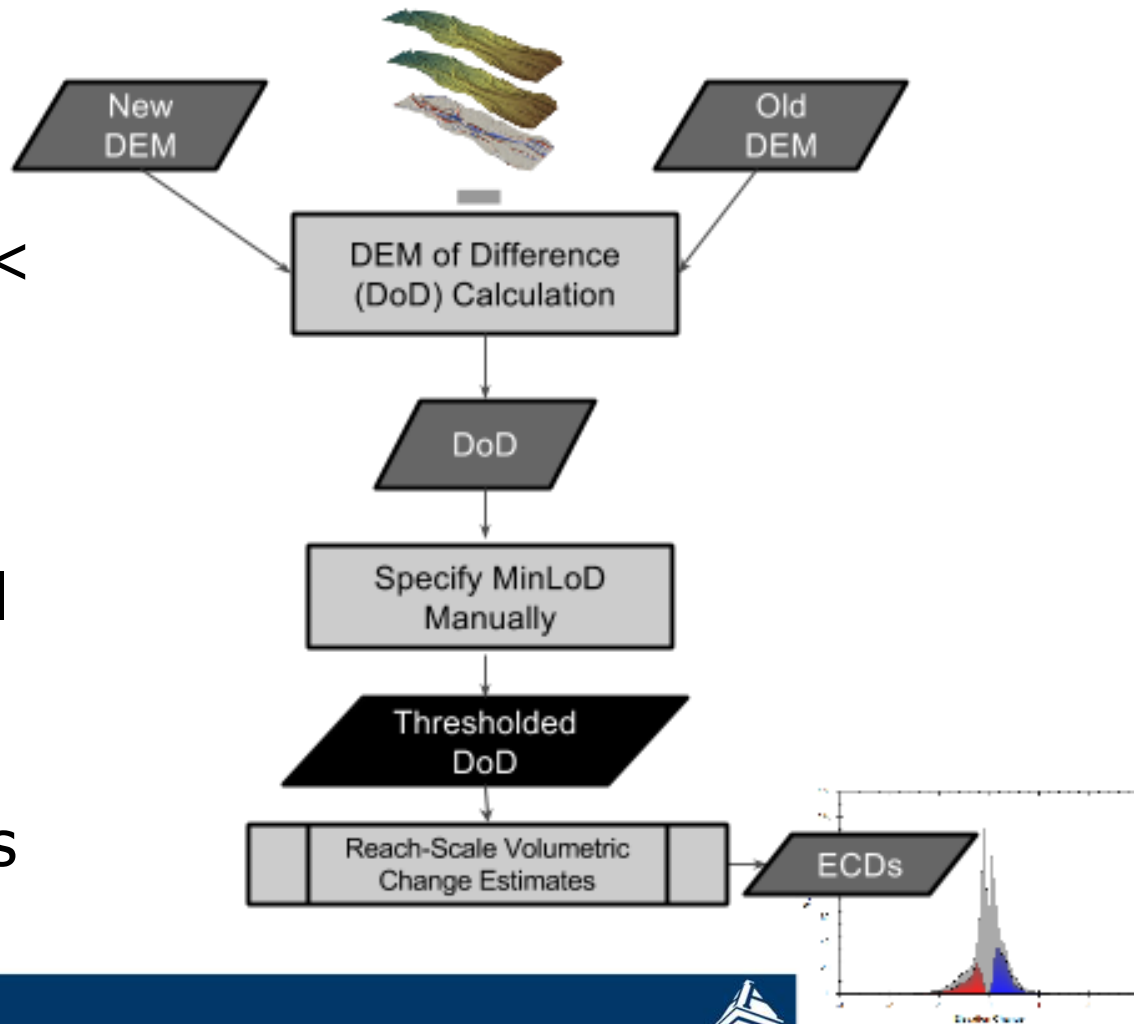 New
DEM
Old
DEM
<
DEM of Difference
(DoD) Calculation
DoD
Specify MinLoD
Manually
Thresholded
DoD
s
Reach-Scale Volumetric
Change Estimates
ECDs